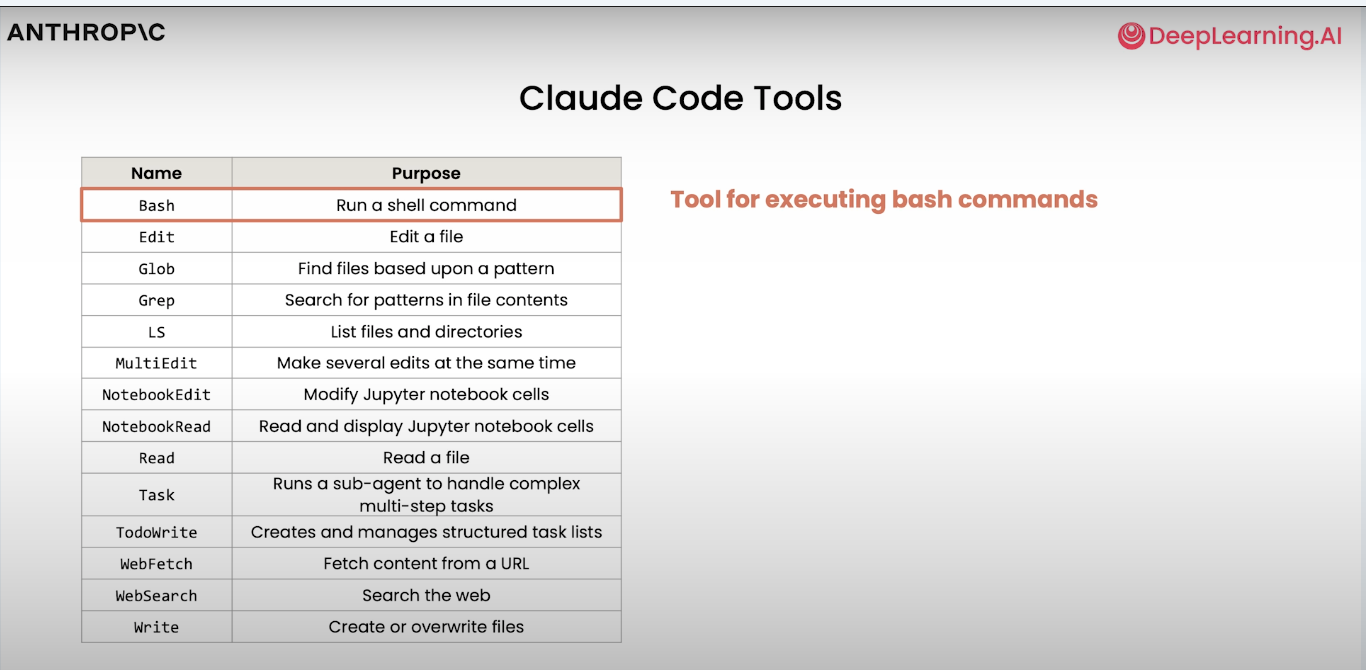 ANTHROP\C
DeepLearning.AI
Claude Code Tools
Name Purpose
Bash Run a shell command
Tool for executing bash commands
Edit Edit a file
Glob Find files based upon a pattern
Grep Search for patterns in file contents
LS List files and directories
MultiEdit Make several edits at the same time
NotebookEdit Modify Jupyter notebook cells
NotebookRead Read and display Jupyter notebook cells
Read Read a file
Task Runs a sub-agent to handle complex
multi-step tasks
TodoWrite Creates and manages structured task lists
WebFetch Fetch content from a URL
WebSearch Search the web
Write Create or overwrite files